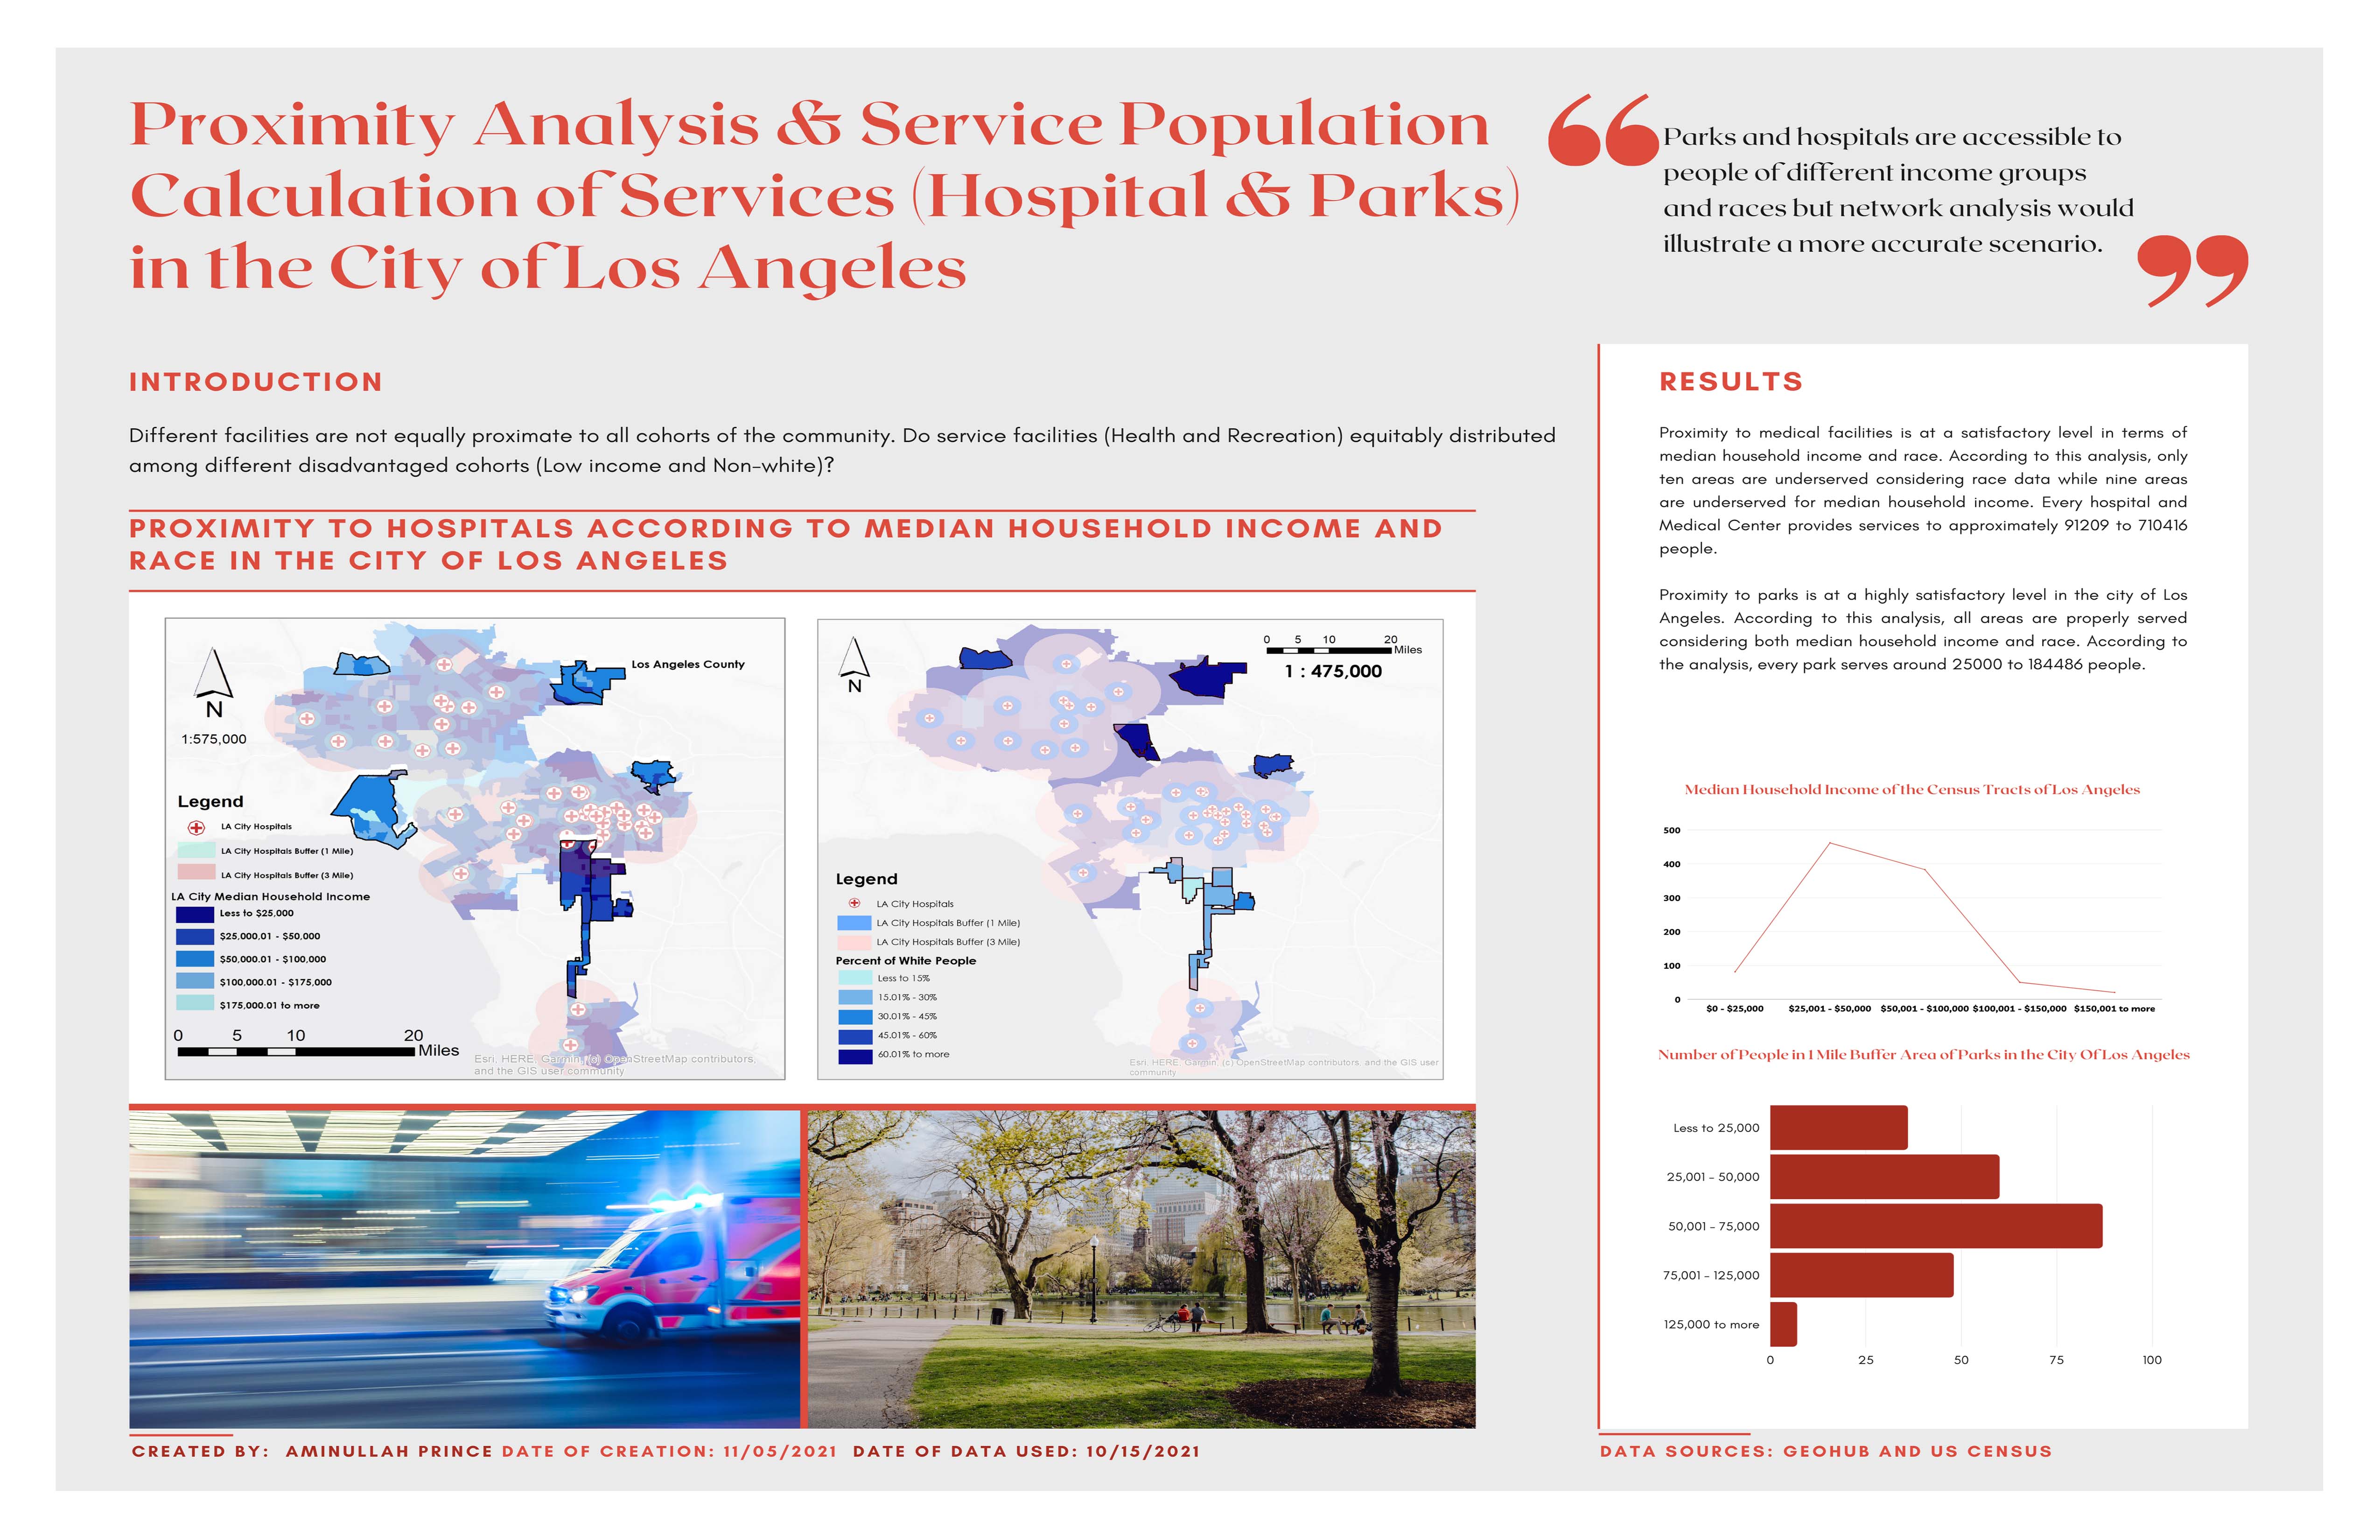 Proximity Analysis & Service Population
Calculation of Services (Hospital & Parks)
in the City of Los Angeles
“
Parks and hospitals are accessible to
people of different income groups
and races but network analysis would
illustrate a more accurate scenario.
”
INTRODUCTION
Different facilities are not equally proximate to all cohorts of the community. Do service facilities (Health and Recreation) equitably distributed
among different disadvantaged cohorts (Low income and Non-white)?
PROXIMITY TO HOSPITALS ACCORDING TO MEDIAN HOUSEHOLD INCOME AND
RACE IN THE CITY OF LOS ANGELES
Los Angeles County
N
1:575,000
Legend
LA City Hospitals
LA City Hospitals Buffer (1 Mile)
LA City Hospitals Buffer (3 Mile)
LA City Median Household Income
Less to $25,000
$25,000.01 - $50,000
$50,000.01 - $100,000
$100,000.01 - $175,000
$175,000.01 to more
0 5 10 20
Miles
Esri, HERE, Garmin, (c) OpenStreetMap contributors,
and the GIS user community
N
0 5 10 20
Miles
1 : 475,000
Legend
LA City Hospitals
LA City Hospitals Buffer (1 Mile)
LA City Hospitals Buffer (3 Mile)
Percent of White People
Less to 15%
15.01% - 30%
30.01% - 45%
45.01% - 60%
60.01% to more
Esri, HERE, Garmin, (c) OpenStreetMap contributors, and the GIS user
community
CREATED BY: AMINULLAH PRINCE DATE OF CREATION: 11/05/2021 DATE OF DATA USED: 10/15/2021
RESULTS
Proximity to medical facilities is at a satisfactory level in terms of
median household income and race. According to this analysis, only
ten areas are underserved considering race data while nine areas
are underserved for median household income. Every hospital and
Medical Center provides services to approximately 91209 to 710416
people.
Proximity to parks is at a highly satisfactory level in the city of Los
Angeles. According to this analysis, all areas are properly served
considering both median household income and race. According to
the analysis, every park serves around 25000 to 184486 people.
Median Household Income of the Census Tracts of Los Angeles
500
400
300
200
100
0
$0 - $25,000 $25,001 - $50,000 $50,001 - $100,000 $100,001 - $150,000 $150,001 to more
Number of People in 1 Mile Buffer Area of Parks in the City Of Los Angeles
Less to 25,000
25,001 - 50,000
50,001 - 75,000
75,001 - 125,000
125,000 to more
0 25 50 75 100
DATA SOURCES: GEOHUB AND US CENSUS